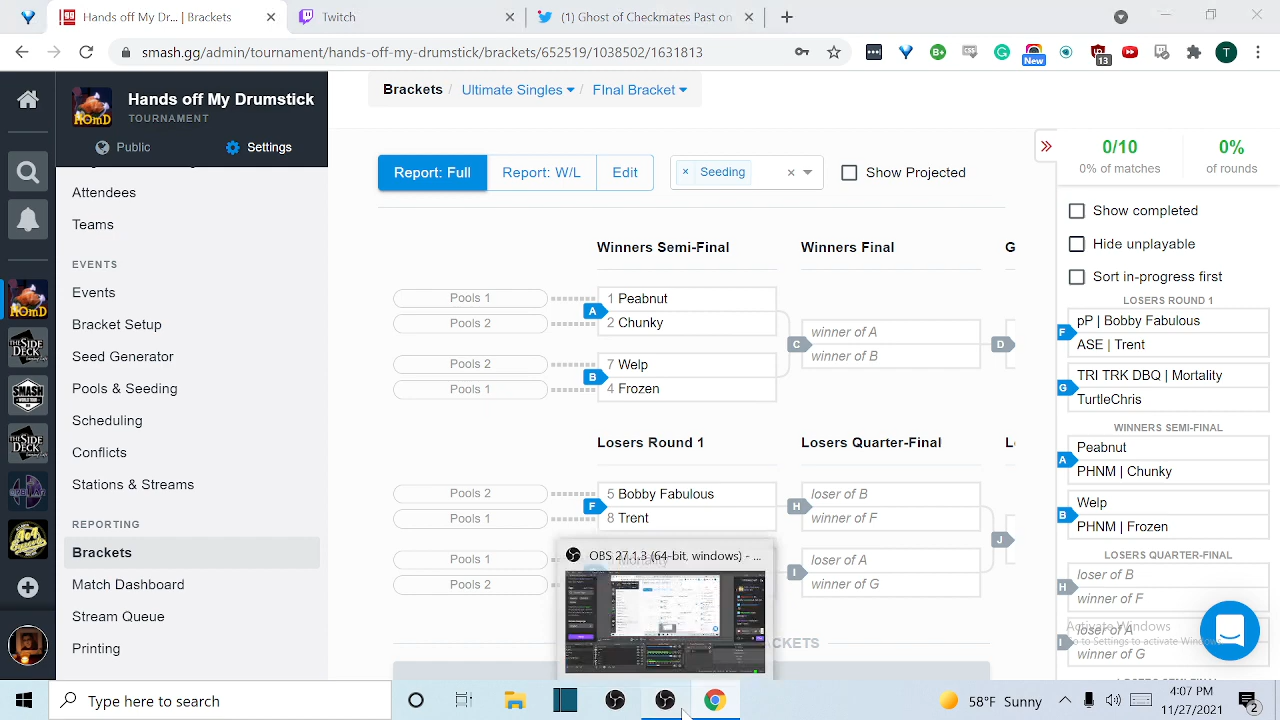 Hands off My Dr... | Brackets
Twitch
(1) Ghost of Checkmates Past on
smash.gg/admin/tournament/hands-off-my-drumstick/brackets/652519/1038502/1631813
New
13
T
Hands off My Drumstick
TOURNAMENT
Public
Settings
Brackets / Ultimate Singles / FInal Bracket
Attendees
Teams
EVENTS
Events
Bracket Setup
Seed Generator
Pools & Seeding
Scheduling
Conflicts
Stations & Streams
REPORTING
Brackets
Match Dashboard
Stream Queue
Printing
Report: Full
Report: W/L
Edit
× Seeding
Show Projected
Winners Semi-Final
Winners Final
G
Pools 1
1 Peabnut
Pools 2
2 Chunky
A
winner of A
winner of B
C
D
Pools 2
7 Welp
Pools 1
4 Frozen
B
Losers Round 1
Losers Quarter-Final
Pools 2
5 Bobby Fabulous
Pools 1
8 Trent
F
loser of B
winner of F
H
J
Pools 1
Pools
loser of A
winner of G
I
OBS 27.1.3 (64-bit, windows) - ...
CKETS
0/10
0% of matches
0%
of rounds
Show completed
Hide unplayable
Sort in-progress first
LOSERS ROUND 1
pP | Bobby Fabulous
F
ASE | Trent
TRI TRK DBQ | Mortality
G
TurtleChris
WINNERS SEMI-FINAL
Peabnut
A
PHNM | Chunky
Welp
B
PHNM | Frozen
LOSERS QUARTER-FINAL
loser of B
H
winner of F
loser of A
winner of G
Activate Windows
Go to Settings to activate Windows.
Type here to search
58°F Sunny
4:07 PM
11/27/2021
2